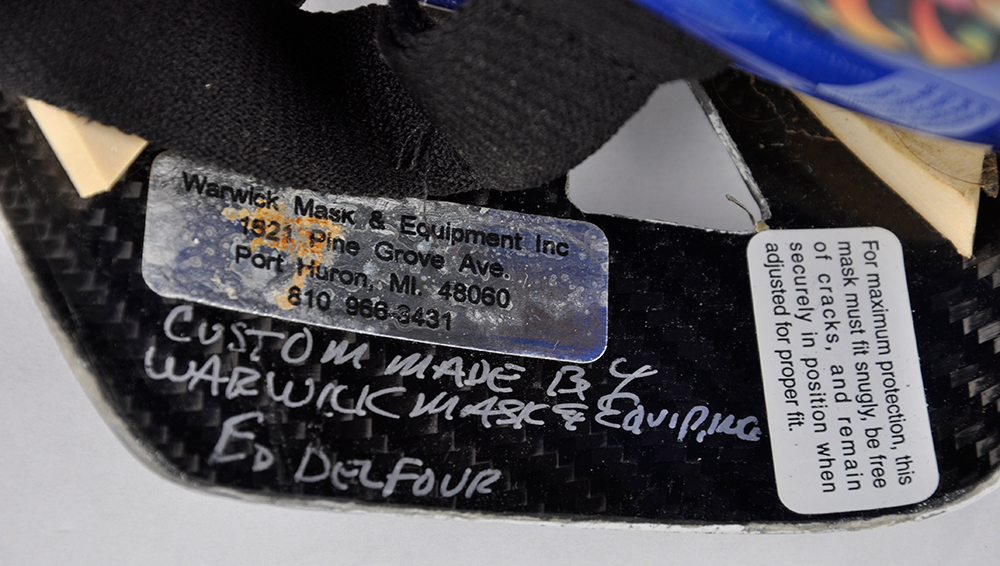 Warwick Mask & Equipment Inc
1621 Pine Grove Ave.
Port Huron, MI. 48060
810 966-3431
CUSTOM MADE BY
WARWICK MASK & EQUIP, INC
ED DELFOUR
For maximum protection, this
mask must fit snugly, be free
of cracks, and remain
securely in position when
adjusted for proper fit.